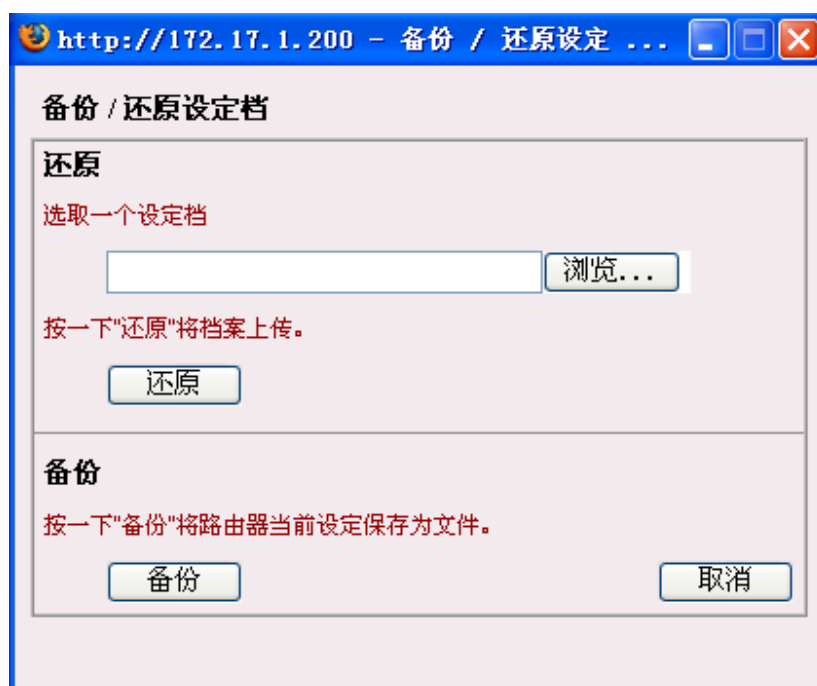 http://172.17.1.200 - 备份 / 还原设定 ...
备份 / 还原设定档
还原
选取一个设定档
浏览...
按一下"还原"将档案上传。
还原
备份
按一下"备份"将路由器当前设定保存为文件。
备份 取消